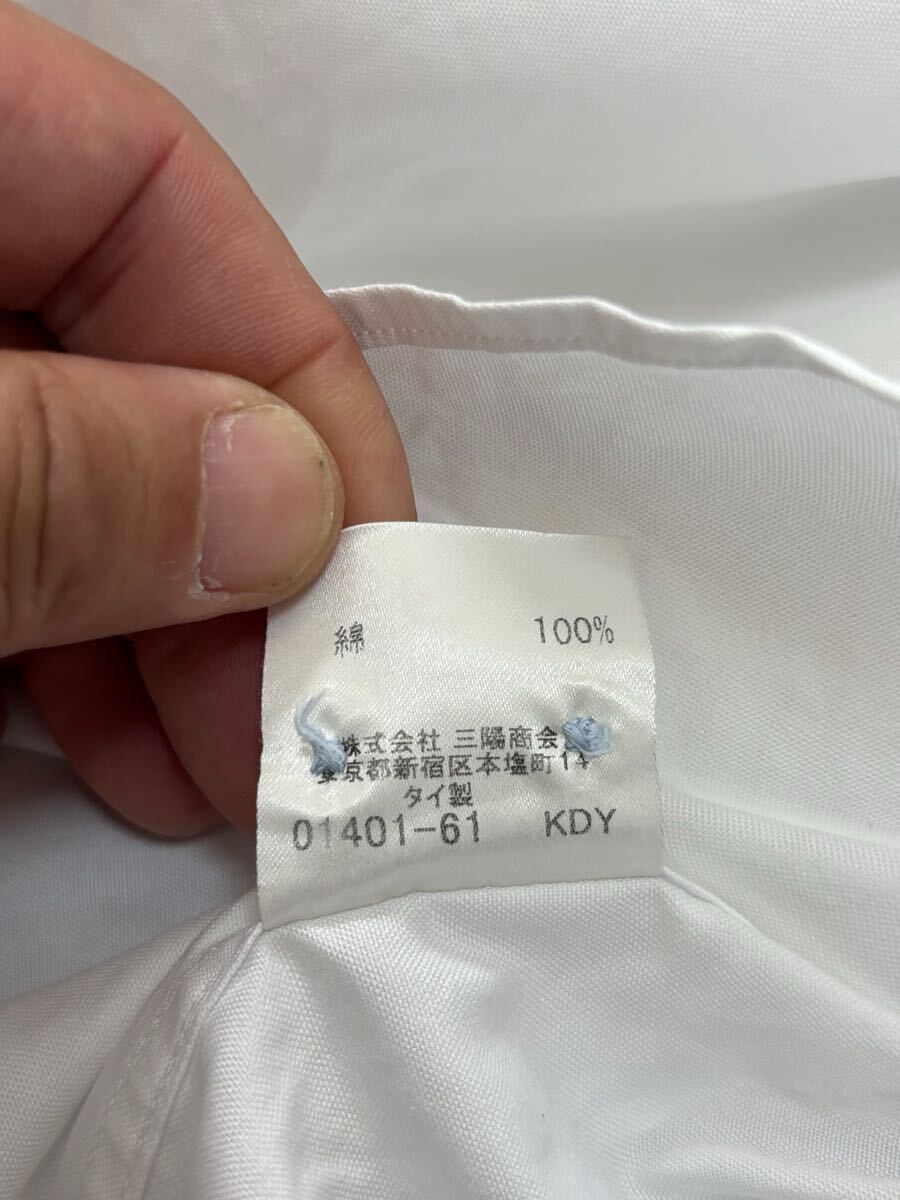 綿 100%
株式会社 三陽商会
東京都新宿区本塩町14
タイ製
01401-61 KDY